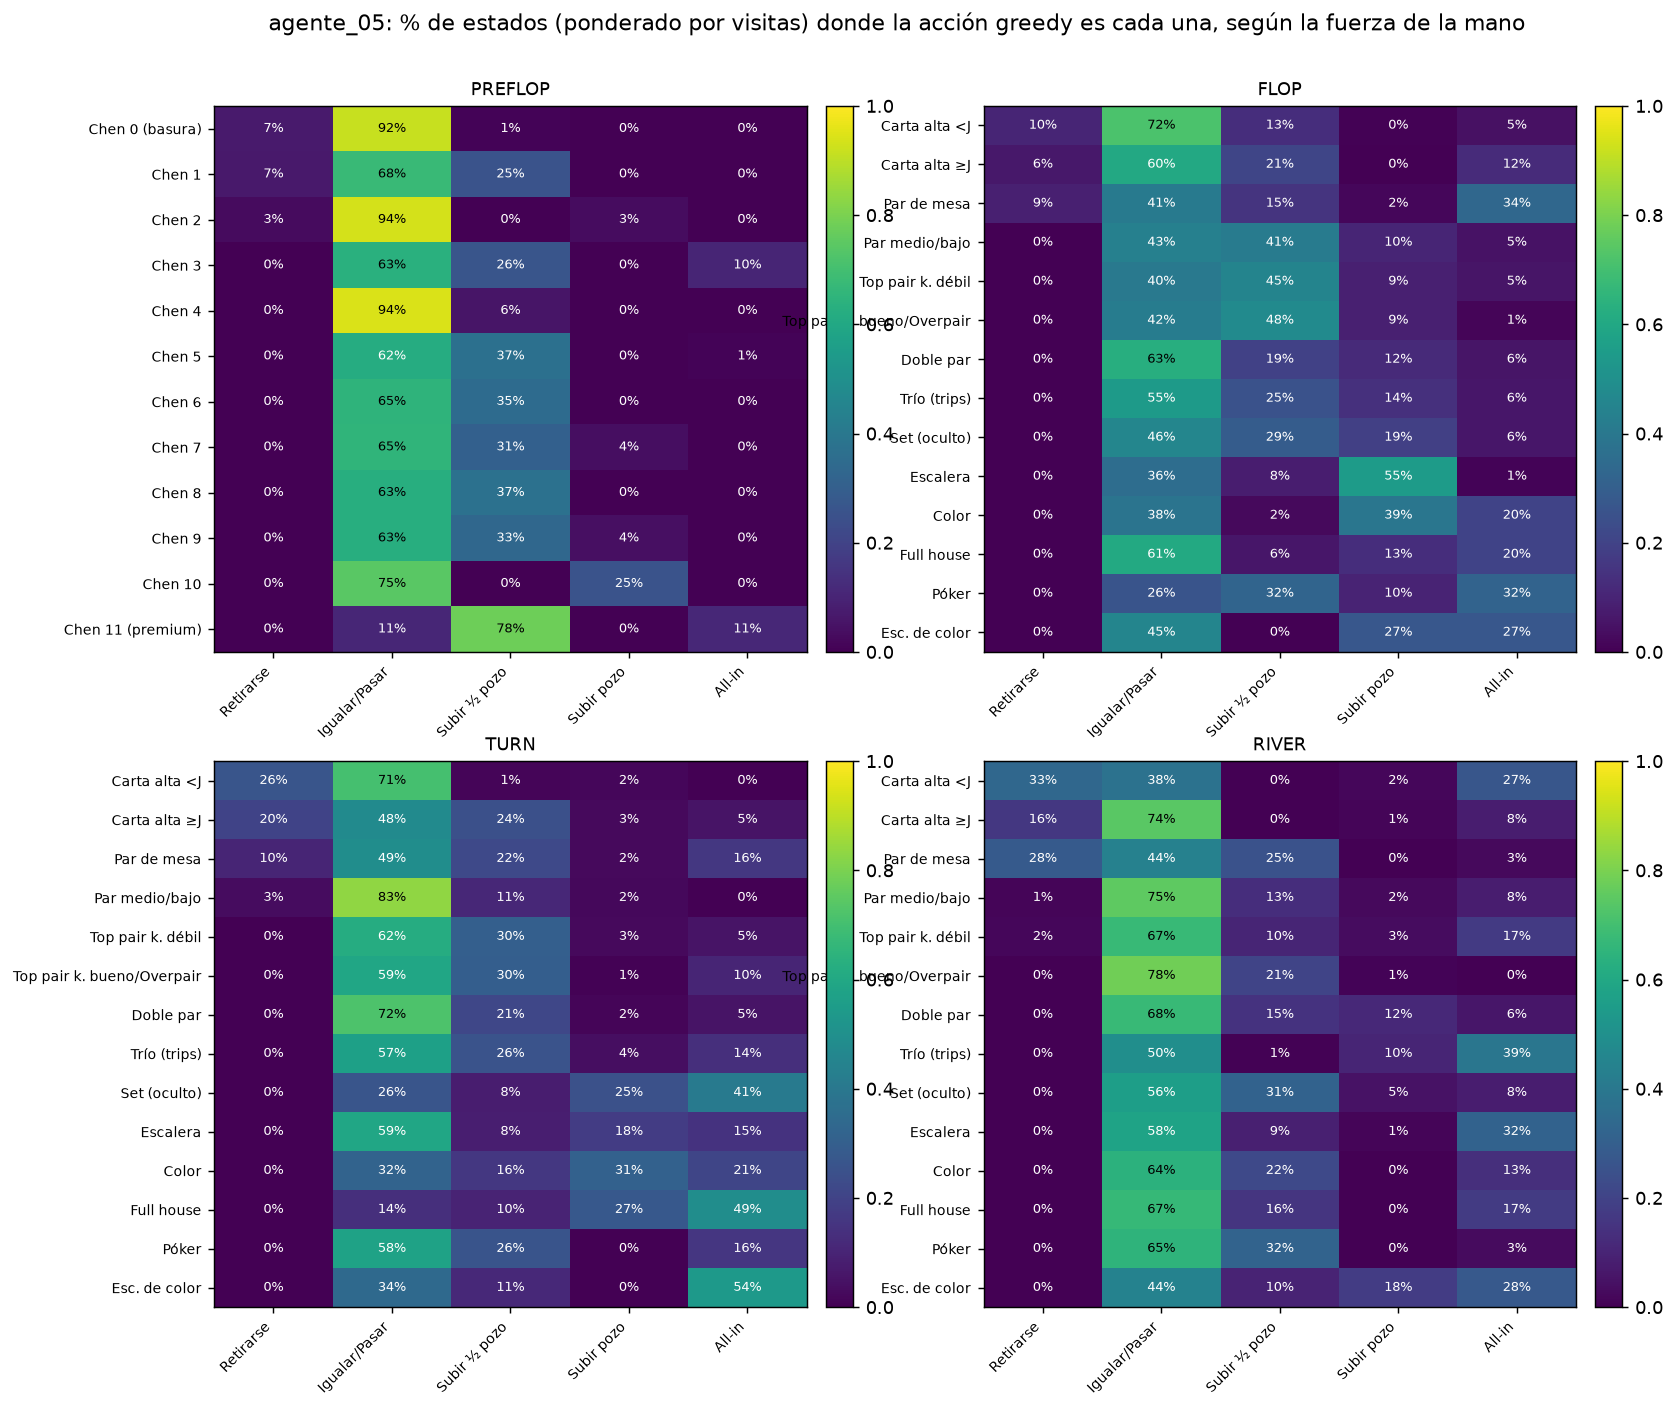 agente_05: % de estados (ponderado por visitas) donde la acción greedy es cada una, según la fuerza de la mano
PREFLOP
Chen 0 (basura) 7% 92% 1% 0% 0%
Chen 1 7% 68% 25% 0% 0%
Chen 2 3% 94% 0% 3% 0%
Chen 3 0% 63% 26% 0% 10%
Chen 4 0% 94% 6% 0% 0%
Chen 5 0% 62% 37% 0% 1%
Chen 6 0% 65% 35% 0% 0%
Chen 7 0% 65% 31% 4% 0%
Chen 8 0% 63% 37% 0% 0%
Chen 9 0% 63% 33% 4% 0%
Chen 10 0% 75% 0% 25% 0%
Chen 11 (premium) 0% 11% 78% 0% 11%
Retirarse Igualar/Pasar Subir ½ pozo Subir pozo All-in
1.0
0.8
0.6
0.4
0.2
0.0
FLOP
Carta alta <J 10% 72% 13% 0% 5%
Carta alta ≥J 6% 60% 21% 0% 12%
Par de mesa 9% 41% 15% 2% 34%
Par medio/bajo 0% 43% 41% 10% 5%
Top pair k. débil 0% 40% 45% 9% 5%
Top pair k. bueno/Overpair 0% 42% 48% 9% 1%
Doble par 0% 63% 19% 12% 6%
Trío (trips) 0% 55% 25% 14% 6%
Set (oculto) 0% 46% 29% 19% 6%
Escalera 0% 36% 8% 55% 1%
Color 0% 38% 2% 39% 20%
Full house 0% 61% 6% 13% 20%
Póker 0% 26% 32% 10% 32%
Esc. de color 0% 45% 0% 27% 27%
Retirarse Igualar/Pasar Subir ½ pozo Subir pozo All-in
1.0
0.8
0.6
0.4
0.2
0.0
TURN
Carta alta <J 26% 71% 1% 2% 0%
Carta alta ≥J 20% 48% 24% 3% 5%
Par de mesa 10% 49% 22% 2% 16%
Par medio/bajo 3% 83% 11% 2% 0%
Top pair k. débil 0% 62% 30% 3% 5%
Top pair k. bueno/Overpair 0% 59% 30% 1% 10%
Doble par 0% 72% 21% 2% 5%
Trío (trips) 0% 57% 26% 4% 14%
Set (oculto) 0% 26% 8% 25% 41%
Escalera 0% 59% 8% 18% 15%
Color 0% 32% 16% 31% 21%
Full house 0% 14% 10% 27% 49%
Póker 0% 58% 26% 0% 16%
Esc. de color 0% 34% 11% 0% 54%
Retirarse Igualar/Pasar Subir ½ pozo Subir pozo All-in
1.0
0.8
0.6
0.4
0.2
0.0
RIVER
Carta alta <J 33% 38% 0% 2% 27%
Carta alta ≥J 16% 74% 0% 1% 8%
Par de mesa 28% 44% 25% 0% 3%
Par medio/bajo 1% 75% 13% 2% 8%
Top pair k. débil 2% 67% 10% 3% 17%
Top pair k. bueno/Overpair 0% 78% 21% 1% 0%
Doble par 0% 68% 15% 12% 6%
Trío (trips) 0% 50% 1% 10% 39%
Set (oculto) 0% 56% 31% 5% 8%
Escalera 0% 58% 9% 1% 32%
Color 0% 64% 22% 0% 13%
Full house 0% 67% 16% 0% 17%
Póker 0% 65% 32% 0% 3%
Esc. de color 0% 44% 10% 18% 28%
Retirarse Igualar/Pasar Subir ½ pozo Subir pozo All-in
1.0
0.8
0.6
0.4
0.2
0.0